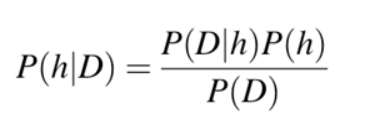 P(h|D) = P(D|h)P(h) / P(D)